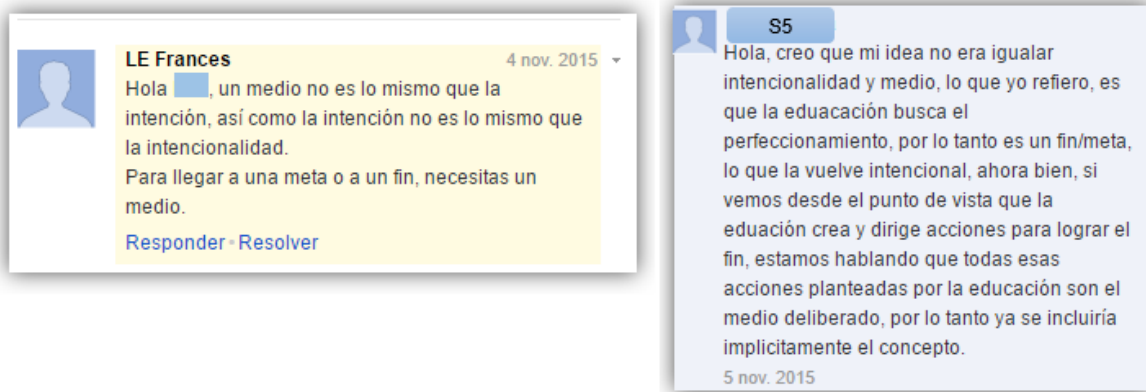 LE Frances
4 nov. 2015
Hola , un medio no es lo mismo que la
intención, así como la intención no es lo mismo que
la intencionalidad.
Para llegar a una meta o a un fin, necesitas un
medio.
Responder Resolver
S5
Hola, creo que mi idea no era igualar
intencionalidad y medio, lo que yo refiero, es
que la eduacación busca el
perfeccionamiento, por lo tanto es un fin/meta,
lo que la vuelve intencional, ahora bien, si
vemos desde el punto de vista que la
eduación crea y dirige acciones para lograr el
fin, estamos hablando que todas esas
acciones planteadas por la educación son el
medio deliberado, por lo tanto ya se incluiría
implicitamente el concepto.
5 nov. 2015